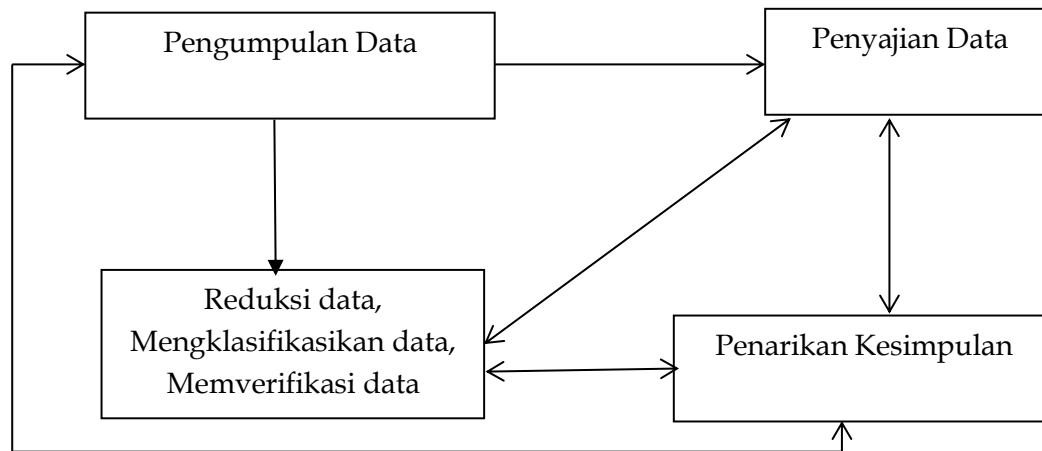 Pengumpulan Data
Penyajian Data
Reduksi data,
Mengklasifikasikan data,
Memverifikasi data
Penarikan Kesimpulan